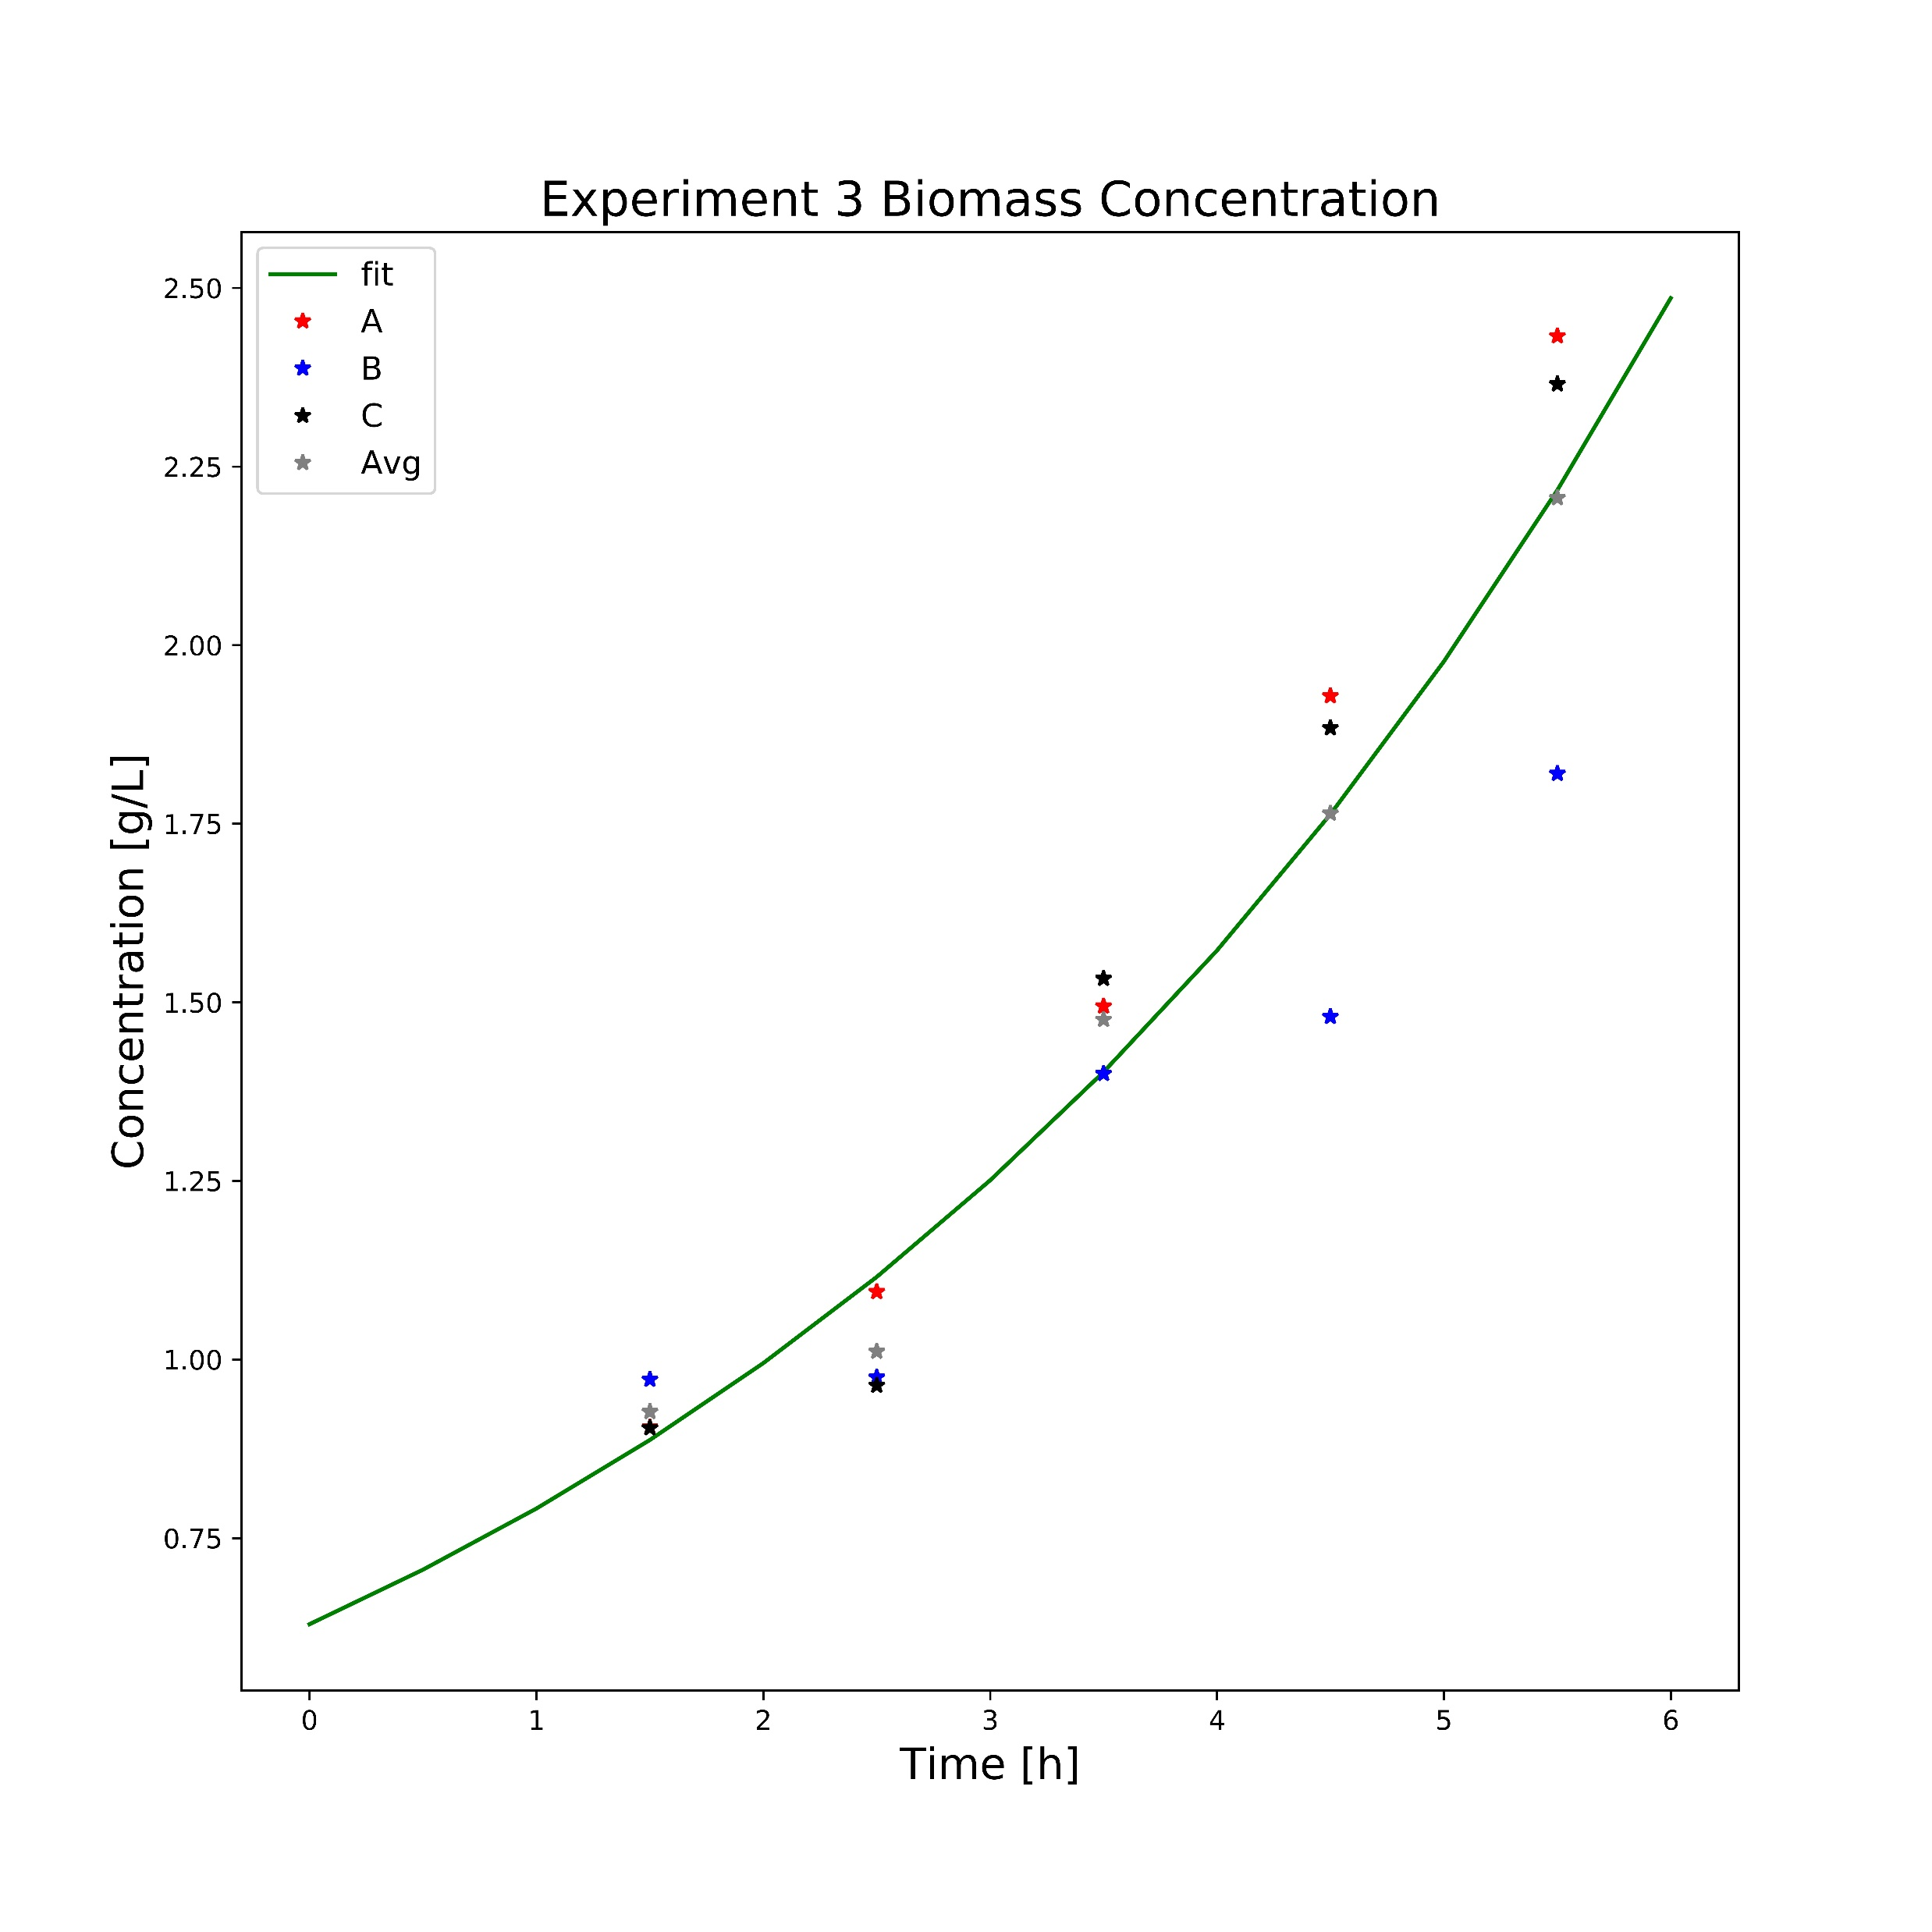 Experiment 3 Biomass Concentration
fit
A
B
C
Avg
2.50
2.25
2.00
1.75
1.50
1.25
1.00
0.75
Concentration [g/L]
0 1 2 3 4 5 6
Time [h]